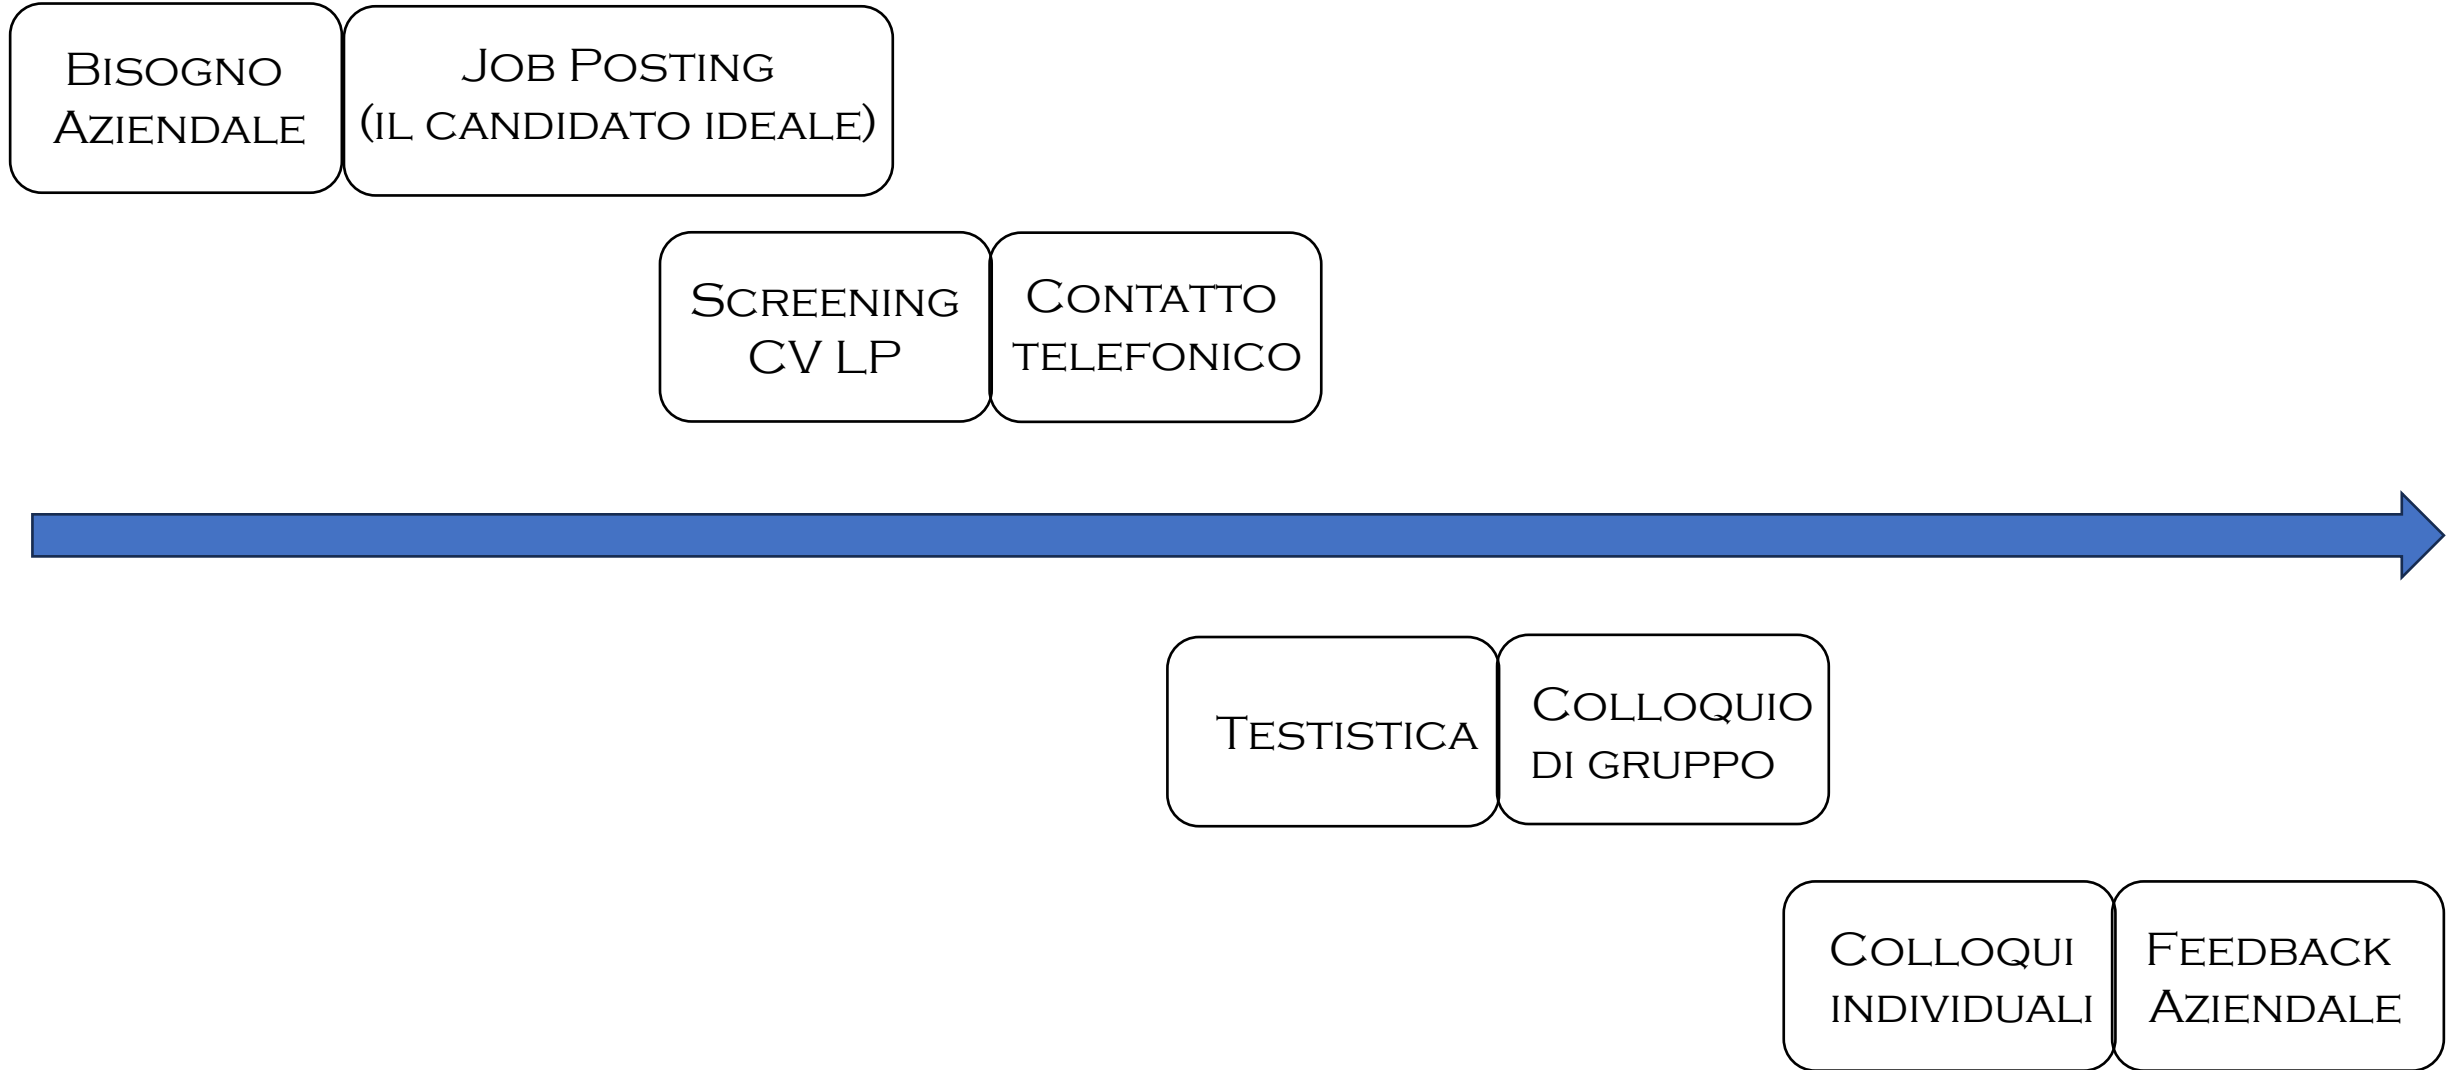 Bisogno
Aziendale
Job Posting
(il candidato ideale)
Screening
CV LP
Contatto
telefonico
Testistica
Colloquio
di gruppo
Colloqui
individuali
Feedback
Aziendale